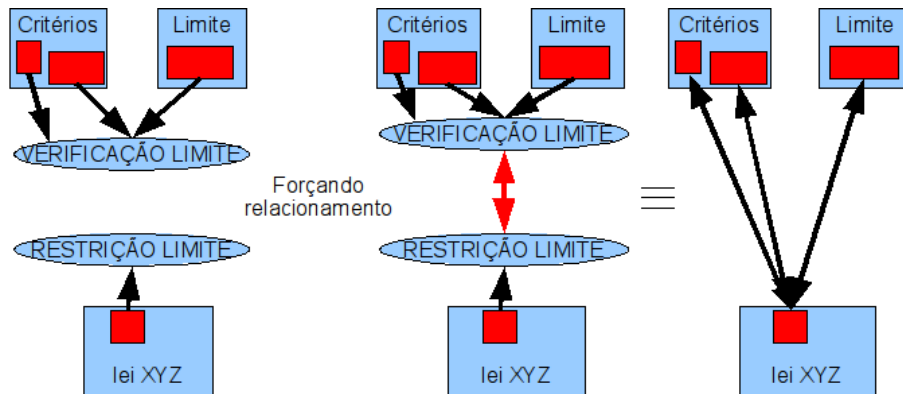 Critérios
Limite
VERIFICAÇÃO LIMITE
RESTRIÇÃO LIMITE
lei XYZ
Forçando
relacionamento
Critérios
Limite
VERIFICAÇÃO LIMITE
RESTRIÇÃO LIMITE
lei XYZ
Critérios
Limite
lei XYZ